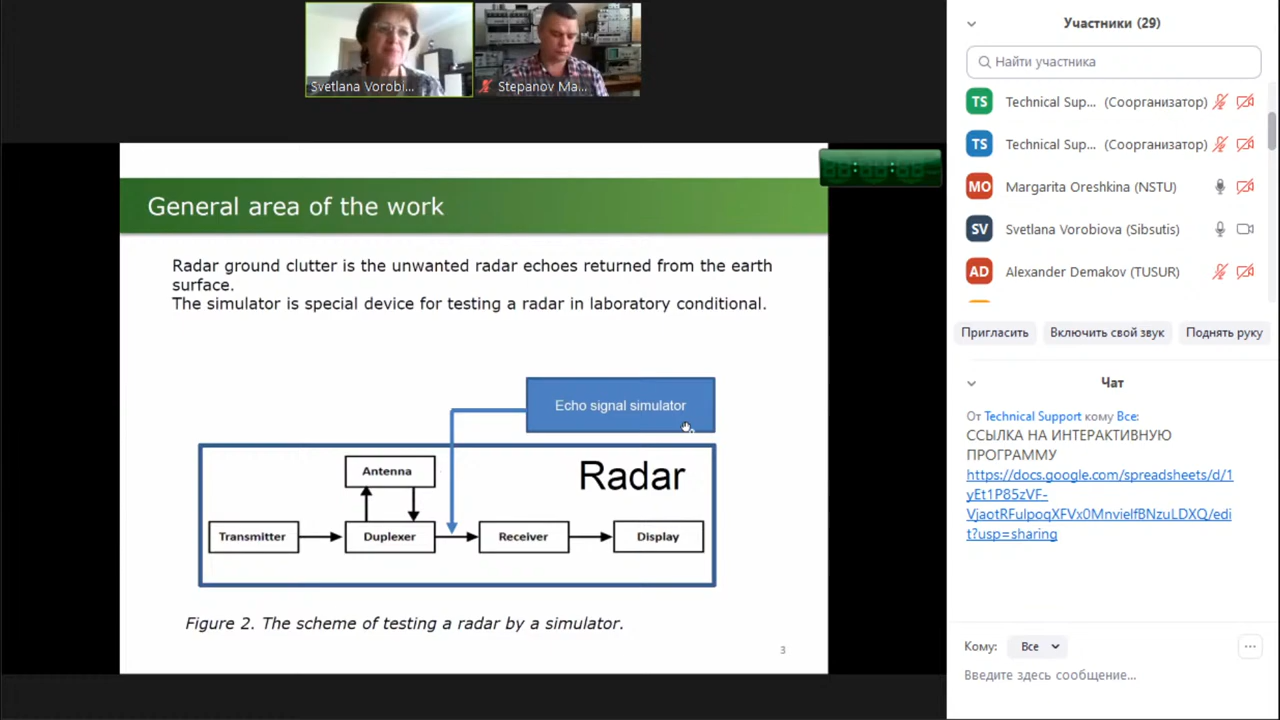 Svetlana Vorobi...
Stepanov Ma...
General area of the work
Radar ground clutter is the unwanted radar echoes returned from the earth
surface.
The simulator is special device for testing a radar in laboratory conditional.
Echo signal simulator
Radar
Antenna
Transmitter
Duplexer
Receiver
Display
Figure 2. The scheme of testing a radar by a simulator.
3
Участники (29)
Найти участника
TS Technical Sup... (Соорганизатор)
TS Technical Sup... (Соорганизатор)
MO Margarita Oreshkina (NSTU)
SV Svetlana Vorobiova (Sibsutis)
AD Alexander Demakov (TUSUR)
Пригласить Включить свой звук Поднять руку
Чат
От Technical Support кому Все:
ССЫЛКА НА ИНТЕРАКТИВНУЮ
ПРОГРАММУ
https://docs.google.com/spreadsheets/d/1
yEt1P85zVF-
VjaotRFulpoqXFVx0MnvielfBNzuLDXQ/edi
t?usp=sharing
Кому: Все
Введите здесь сообщение...